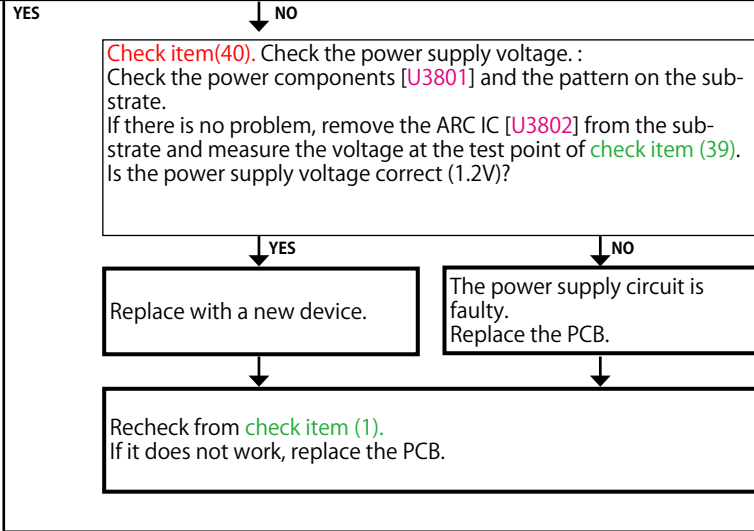 YES
NO
Check item(40). Check the power supply voltage. :
Check the power components [U3801] and the pattern on the sub-
strate.
If there is no problem, remove the ARC IC [U3802] from the sub-
strate and measure the voltage at the test point of check item (39).
Is the power supply voltage correct (1.2V)?
YES
NO
Replace with a new device.
The power supply circuit is
faulty.
Replace the PCB.
Recheck from check item (1).
If it does not work, replace the PCB.